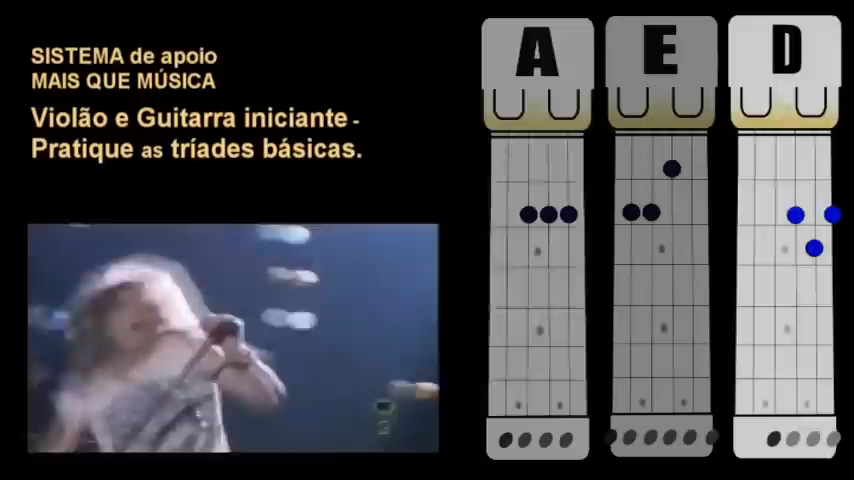 SISTEMA de apoio
MAIS QUE MÚSICA
Violão e Guitarra iniciante -
Pratique as tríades básicas.
A E D